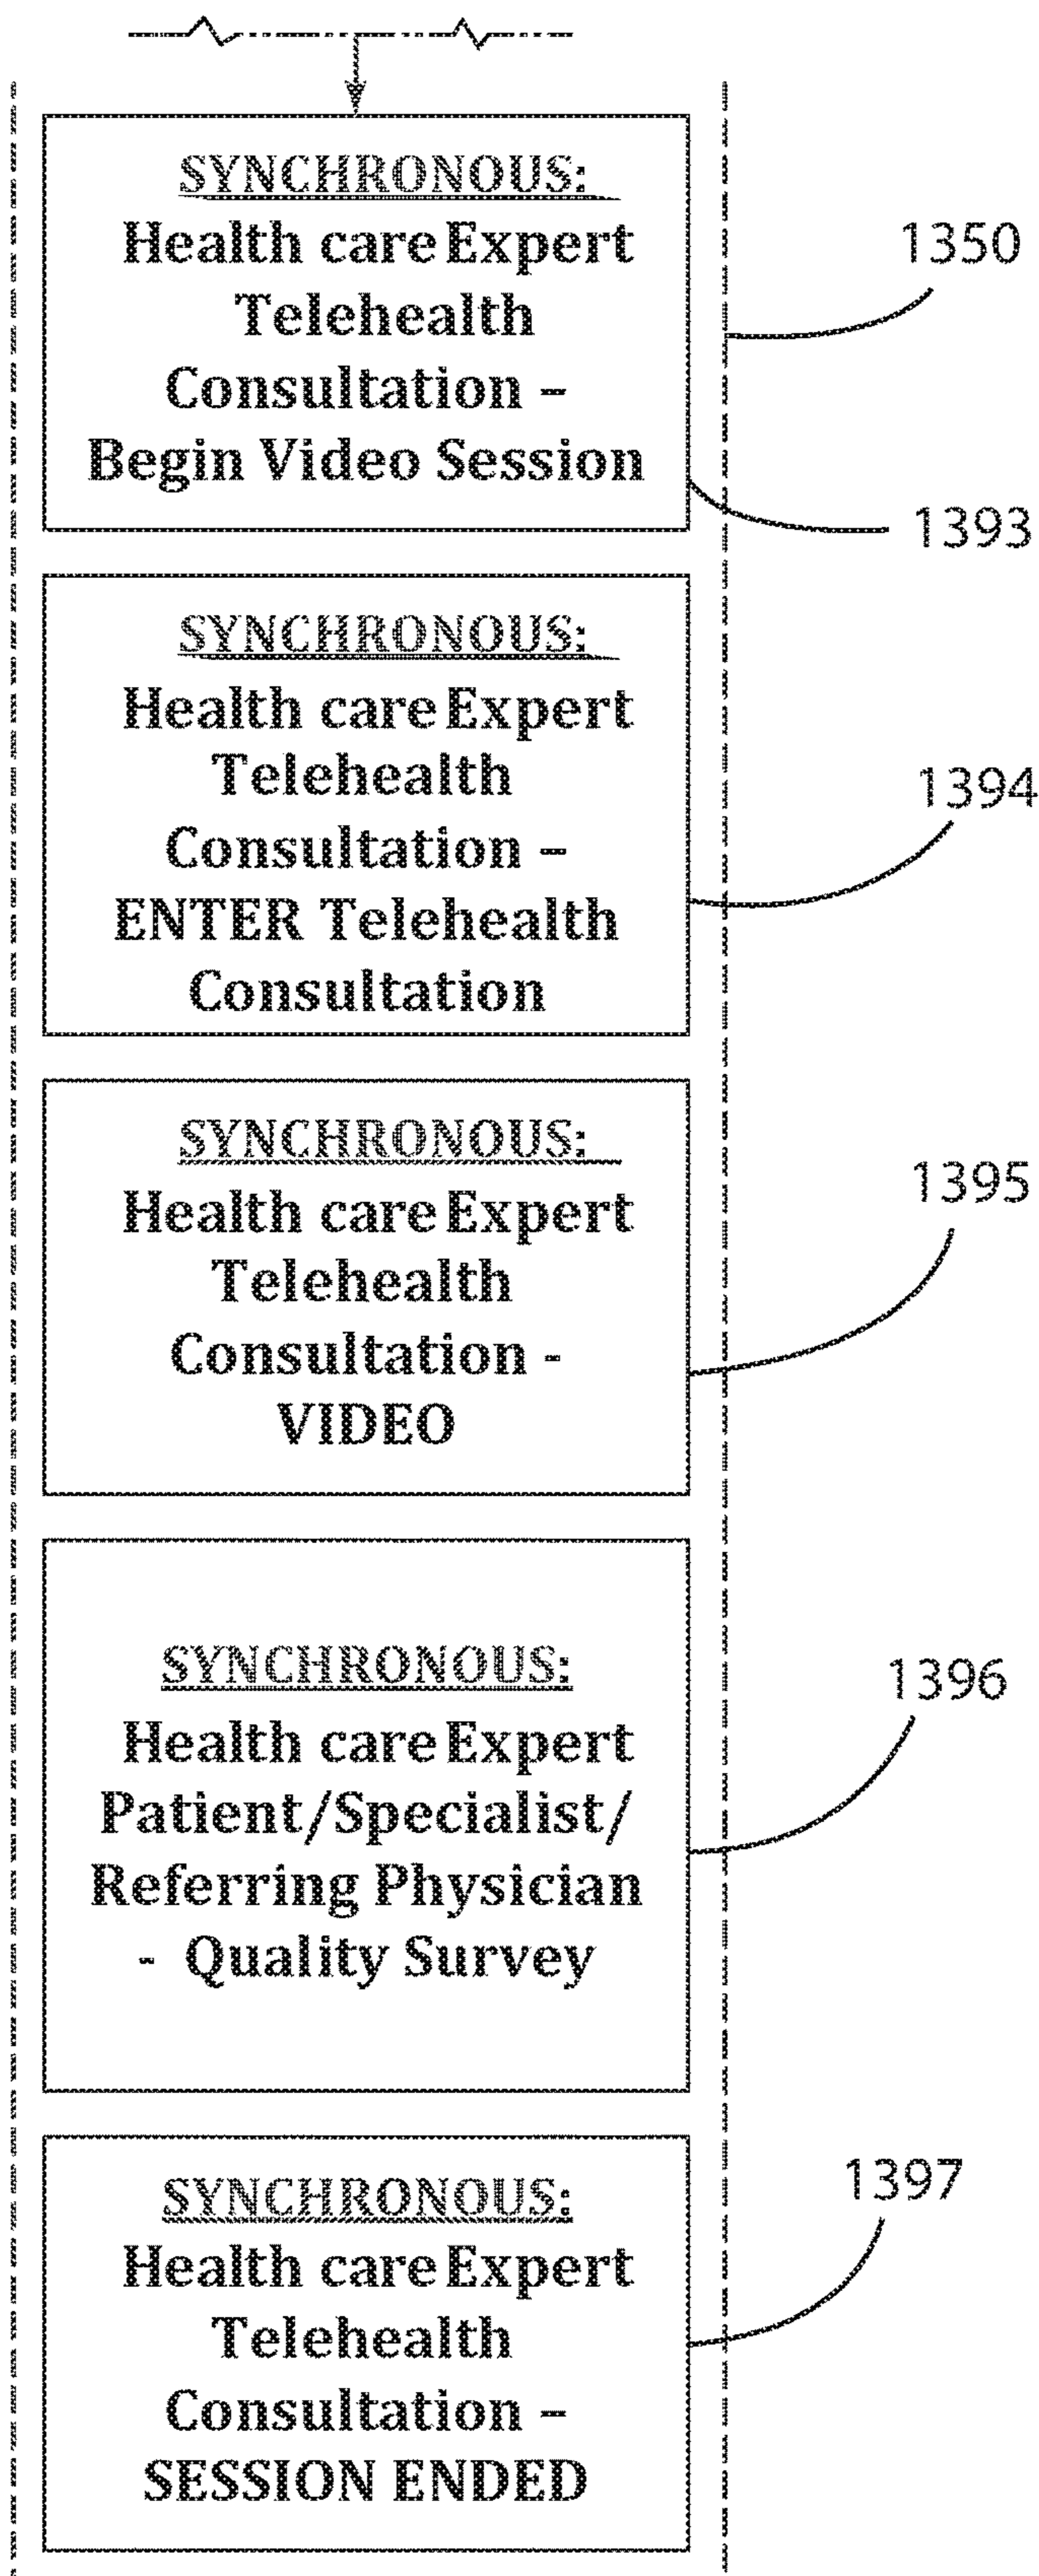 SYNCHRONOUS:
Health care Expert
Telehealth
Consultation –
Begin Video Session
1350
1393
SYNCHRONOUS:
Health care Expert
Telehealth
Consultation –
ENTER Telehealth
Consultation
1394
SYNCHRONOUS:
Health care Expert
Telehealth
Consultation -
VIDEO
1395
SYNCHRONOUS:
Health care Expert
Patient/Specialist/
Referring Physician
- Quality Survey
1396
SYNCHRONOUS:
Health care Expert
Telehealth
Consultation –
SESSION ENDED
1397